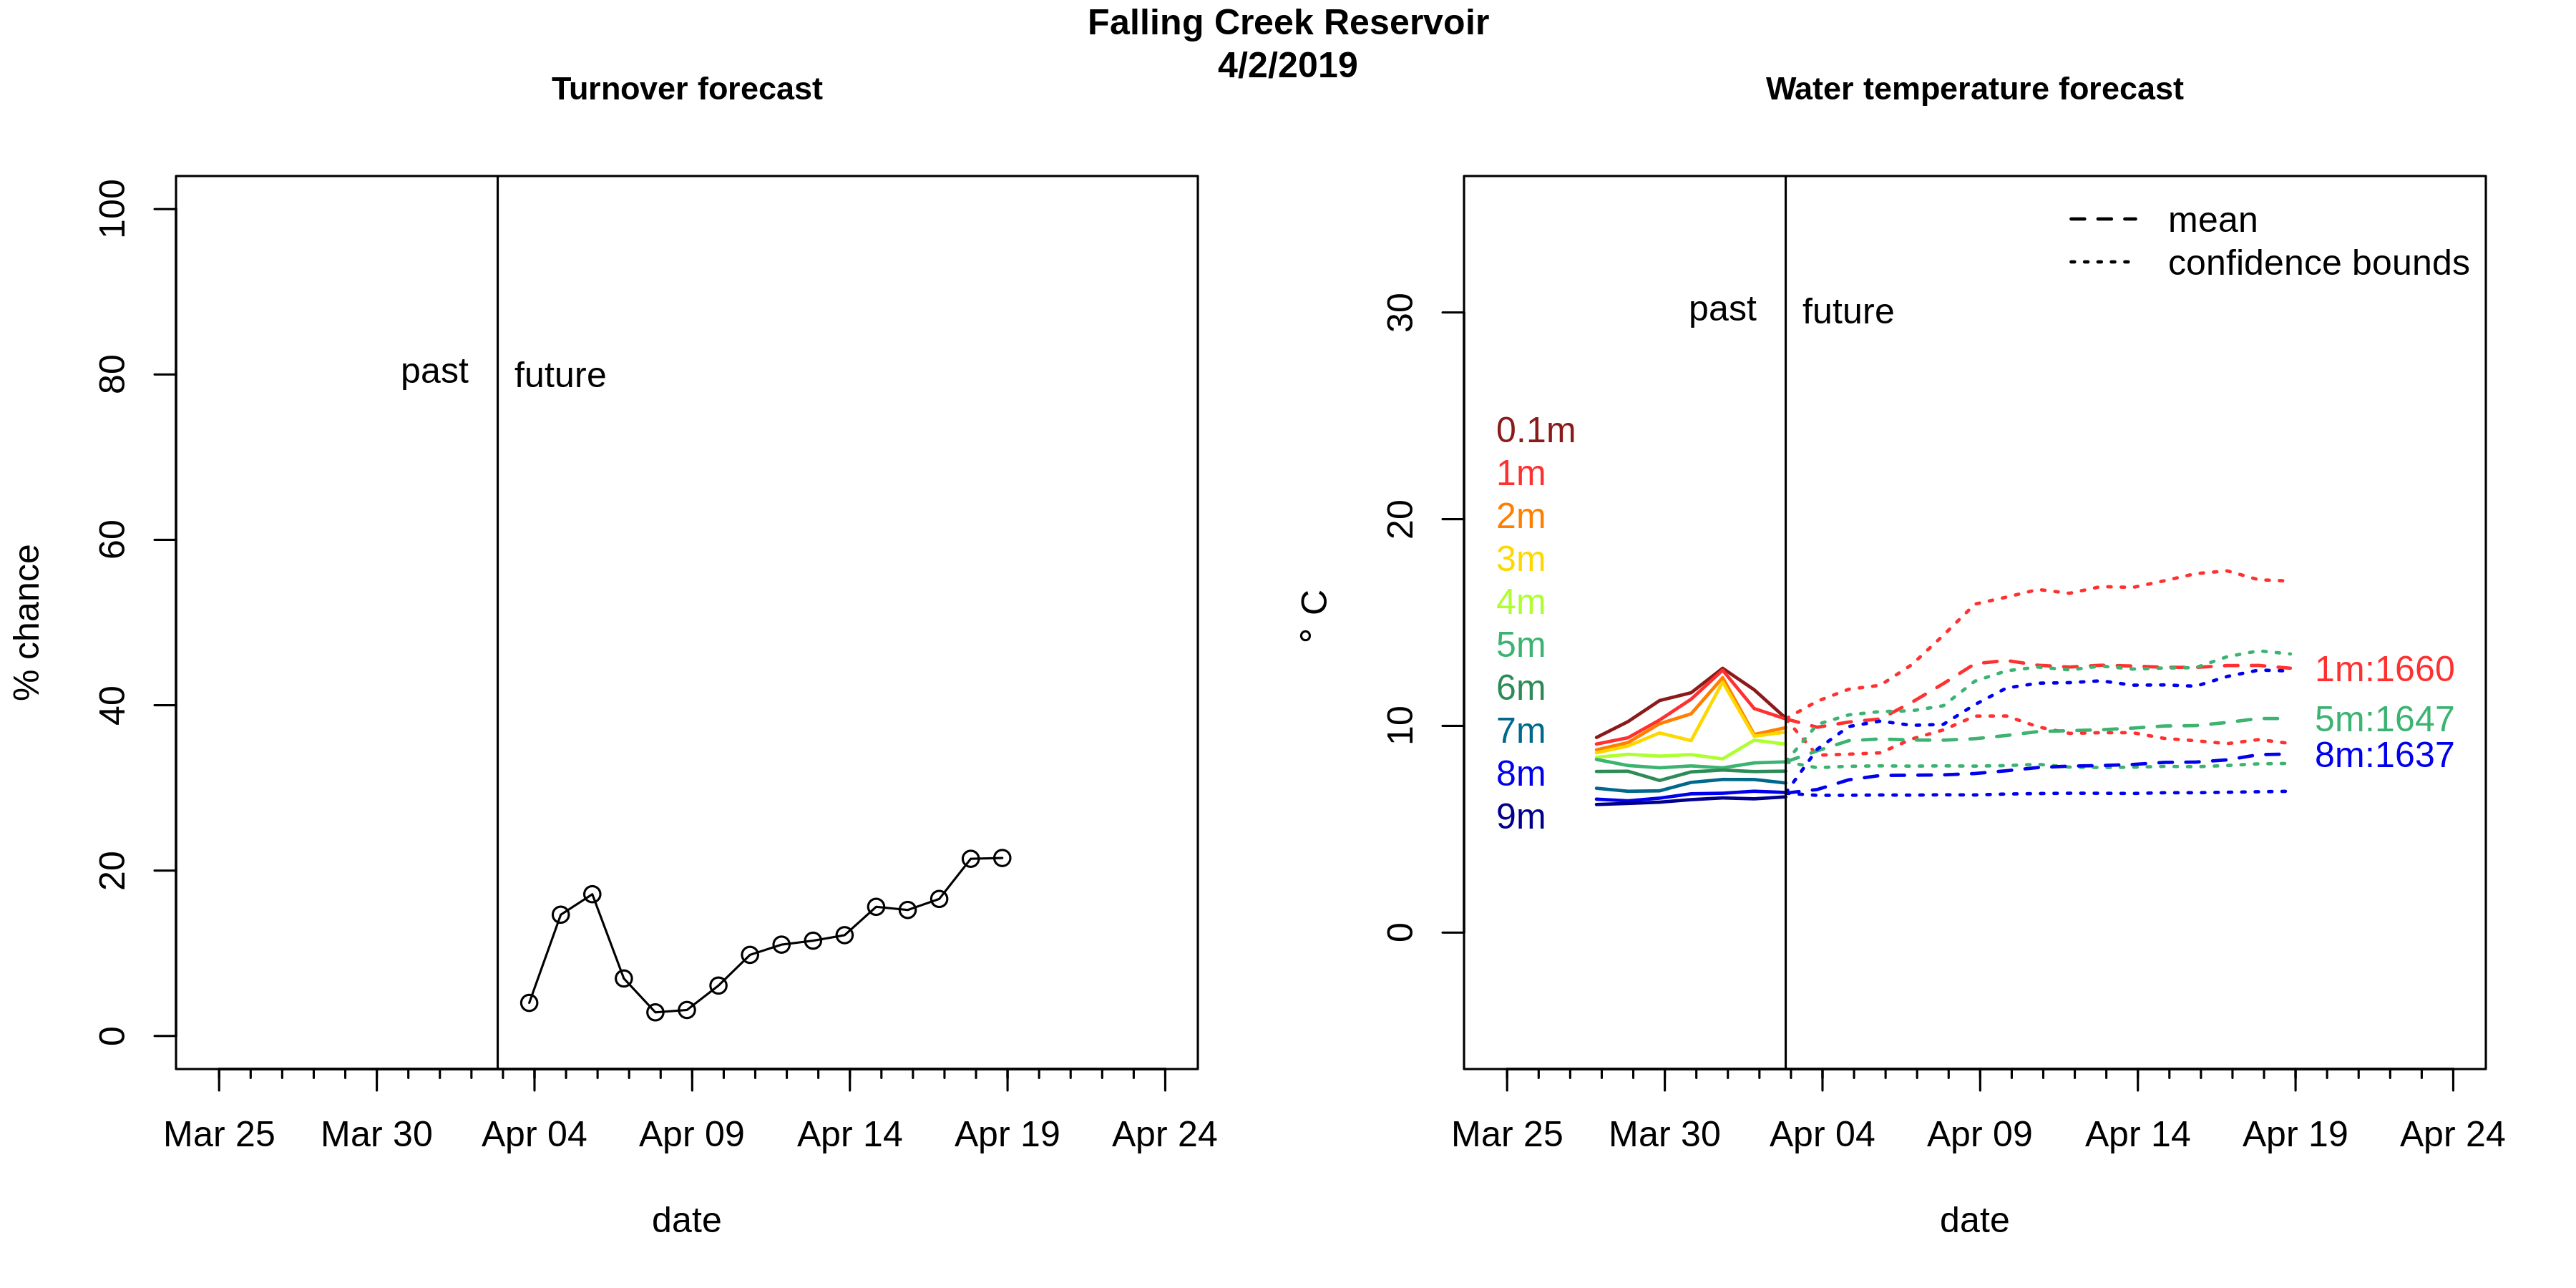 Falling Creek Reservoir
4/2/2019
Turnover forecast
% chance
100
80
60
40
20
0
past
future
Mar 25
Mar 30
Apr 04
Apr 09
Apr 14
Apr 19
Apr 24
date
Water temperature forecast
° C
30
20
10
0
mean
confidence bounds
past
future
0.1m
1m
2m
3m
4m
5m
6m
7m
8m
9m
1m:1660
5m:1647
8m:1637
Mar 25
Mar 30
Apr 04
Apr 09
Apr 14
Apr 19
Apr 24
date